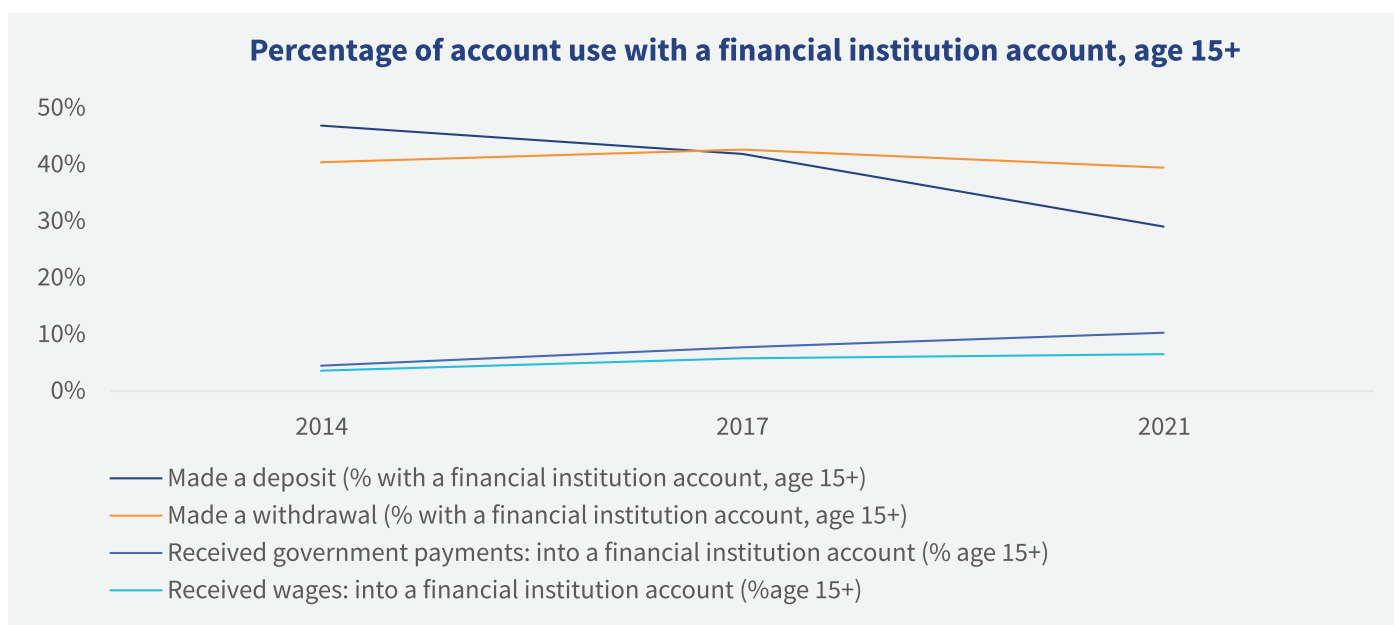 Percentage of account use with a financial institution account, age 15+
50%
40%
30%
20%
10%
0%
2014
2017
2021
Made a deposit (% with a financial institution account, age 15+)
Made a withdrawal (% with a financial institution account, age 15+)
Received government payments: into a financial institution account (% age 15+)
Received wages: into a financial institution account (%age 15+)